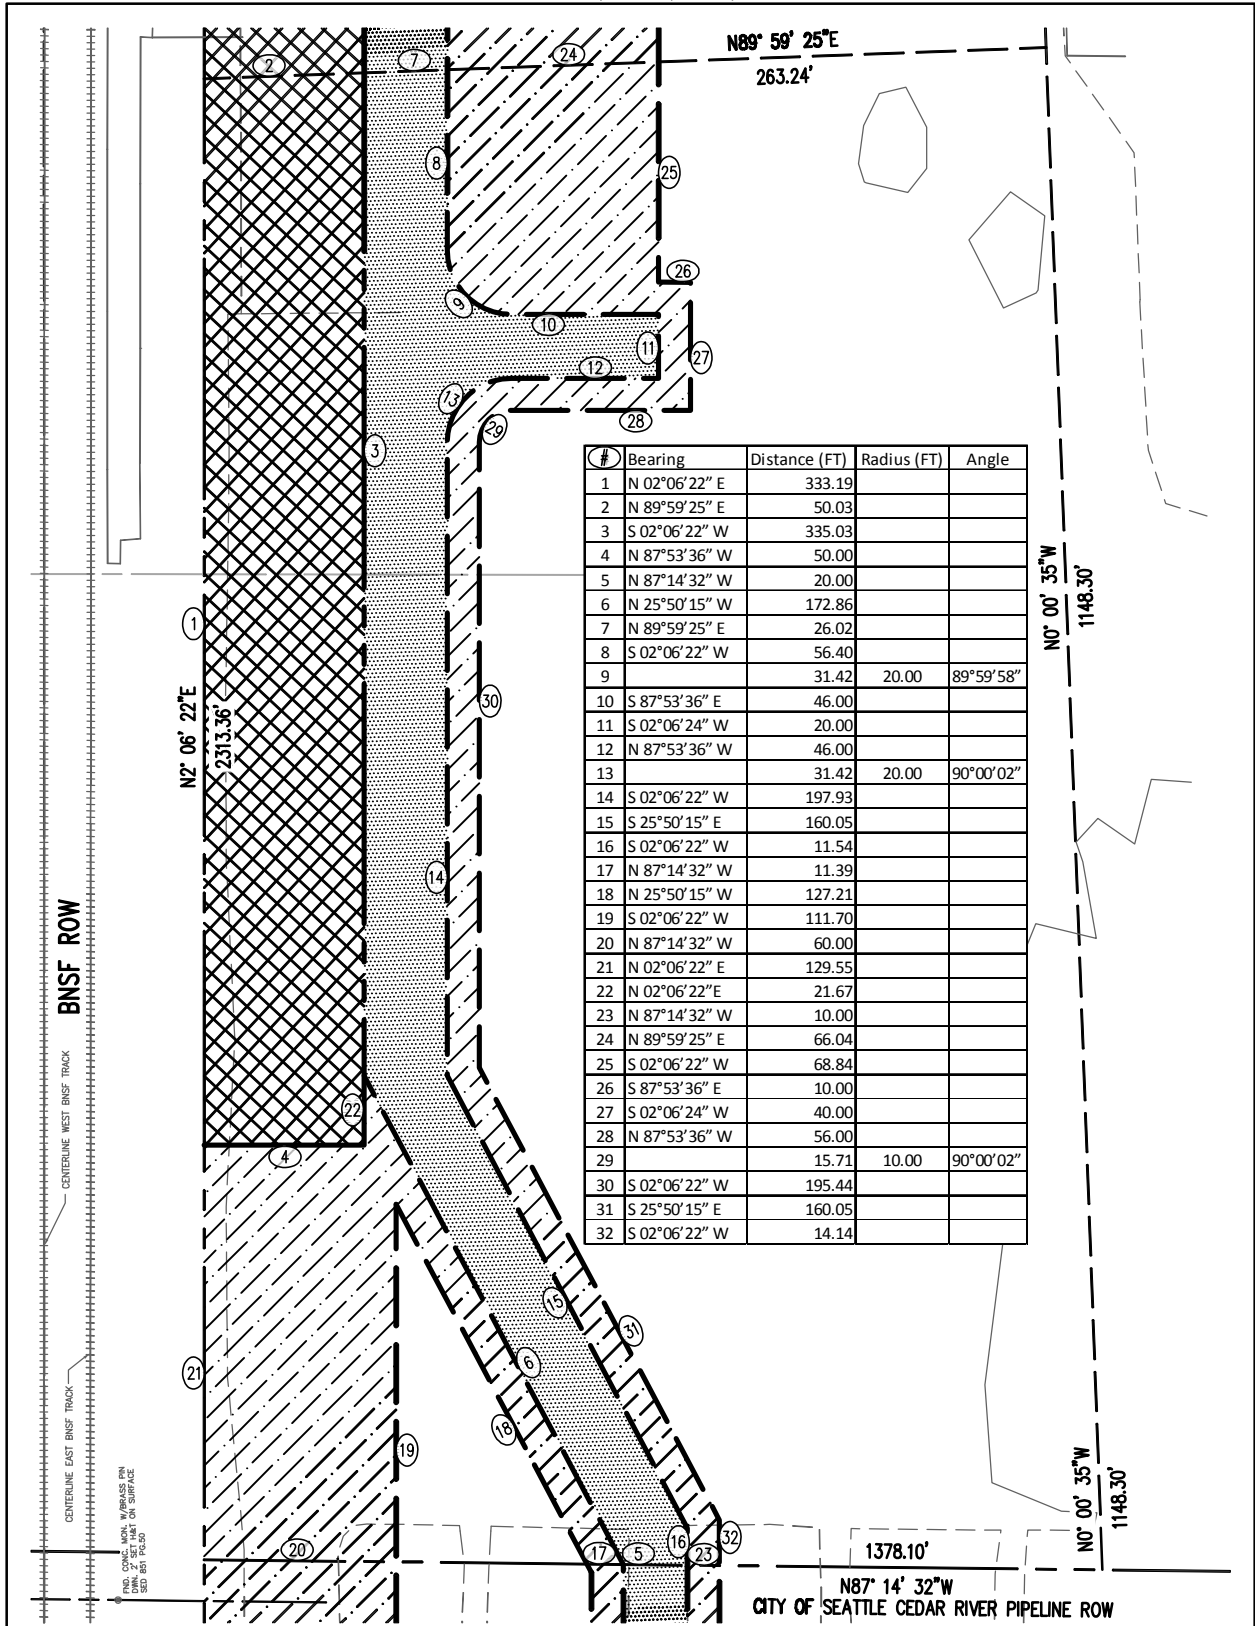 N89° 59' 25"E
263.24'
2
7
24
8
25
26
9
10
11
27
12
13
28
29
3
# Bearing Distance (FT) Radius (FT) Angle
1 N 02°06'22" E 333.19
2 N 89°59'25" E 50.03
3 S 02°06'22" W 335.03
4 N 87°53'36" W 50.00
5 N 87°14'32" W 20.00
6 N 25°50'15" W 172.86
7 N 89°59'25" E 26.02
8 S 02°06'22" W 56.40
9 31.42 20.00 89°59'58"
10 S 87°53'36" E 46.00
11 S 02°06'24" W 20.00
12 N 87°53'36" W 46.00
13 31.42 20.00 90°00'02"
14 S 02°06'22" W 197.93
15 S 25°50'15" E 160.05
16 S 02°06'22" W 11.54
17 N 87°14'32" W 11.39
18 N 25°50'15" W 127.21
19 S 02°06'22" W 111.70
20 N 87°14'32" W 60.00
21 N 02°06'22" E 129.55
22 N 02°06'22"E 21.67
23 N 87°14'32" W 10.00
24 N 89°59'25" E 66.04
25 S 02°06'22" W 68.84
26 S 87°53'36" E 10.00
27 S 02°06'24" W 40.00
28 N 87°53'36" W 56.00
29 15.71 10.00 90°00'02"
30 S 02°06'22" W 195.44
31 S 25°50'15" E 160.05
32 S 02°06'22" W 14.14
N0° 00' 35"W
1148.30'
1
N2° 06' 22"E
2313.36'
30
14
BNSF ROW
CENTERLINE WEST BNSF TRACK
22
4
15
31
6
21
18
19
CENTERLINE EAST BNSF TRACK
FND. CONC. MON. W/BRASS PIN
DWN. 2" SET H&T ON SURFACE
SED 851 PG.50
N0° 00' 35"W
1148.30'
20
17
5
16
23
32
1378.10'
N87° 14' 32"W
CITY OF SEATTLE CEDAR RIVER PIPELINE ROW